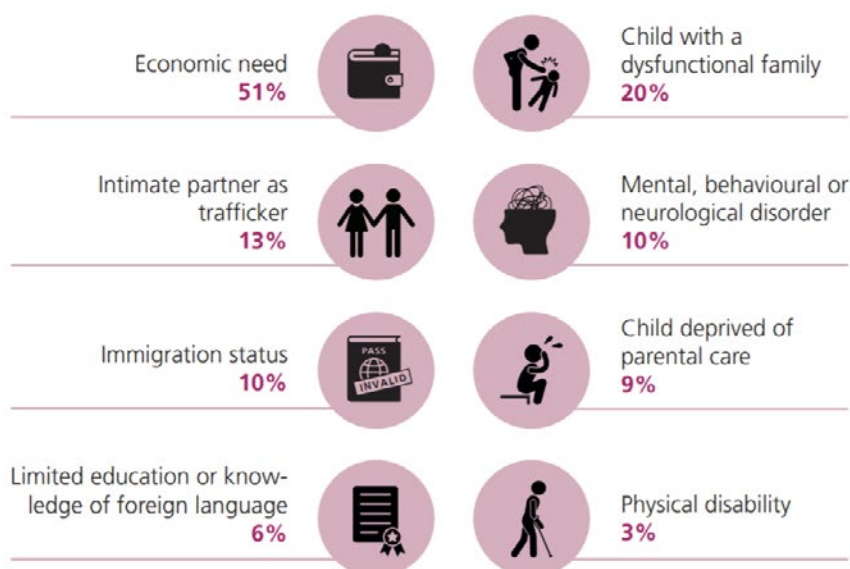 Economic need
51%
Child with a
dysfunctional family
20%
Intimate partner as
trafficker
13%
Mental, behavioural or
neurological disorder
10%
Immigration status
10%
PASS
INVALID
Child deprived of
parental care
9%
Limited education or know-
ledge of foreign language
6%
Physical disability
3%